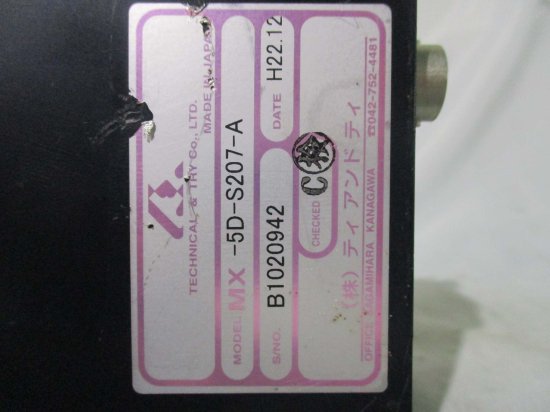 TECHNICAL & TRY Co., LTD.
MADE IN JAPAN
MODEL MX -5D-S207-A
S/NO. B1020942 DATE H22.12
CHECKED C 検
(株) ティアンドティ
OFFICE SAGAMIHARA KANAGAWA ☎042-752-4481